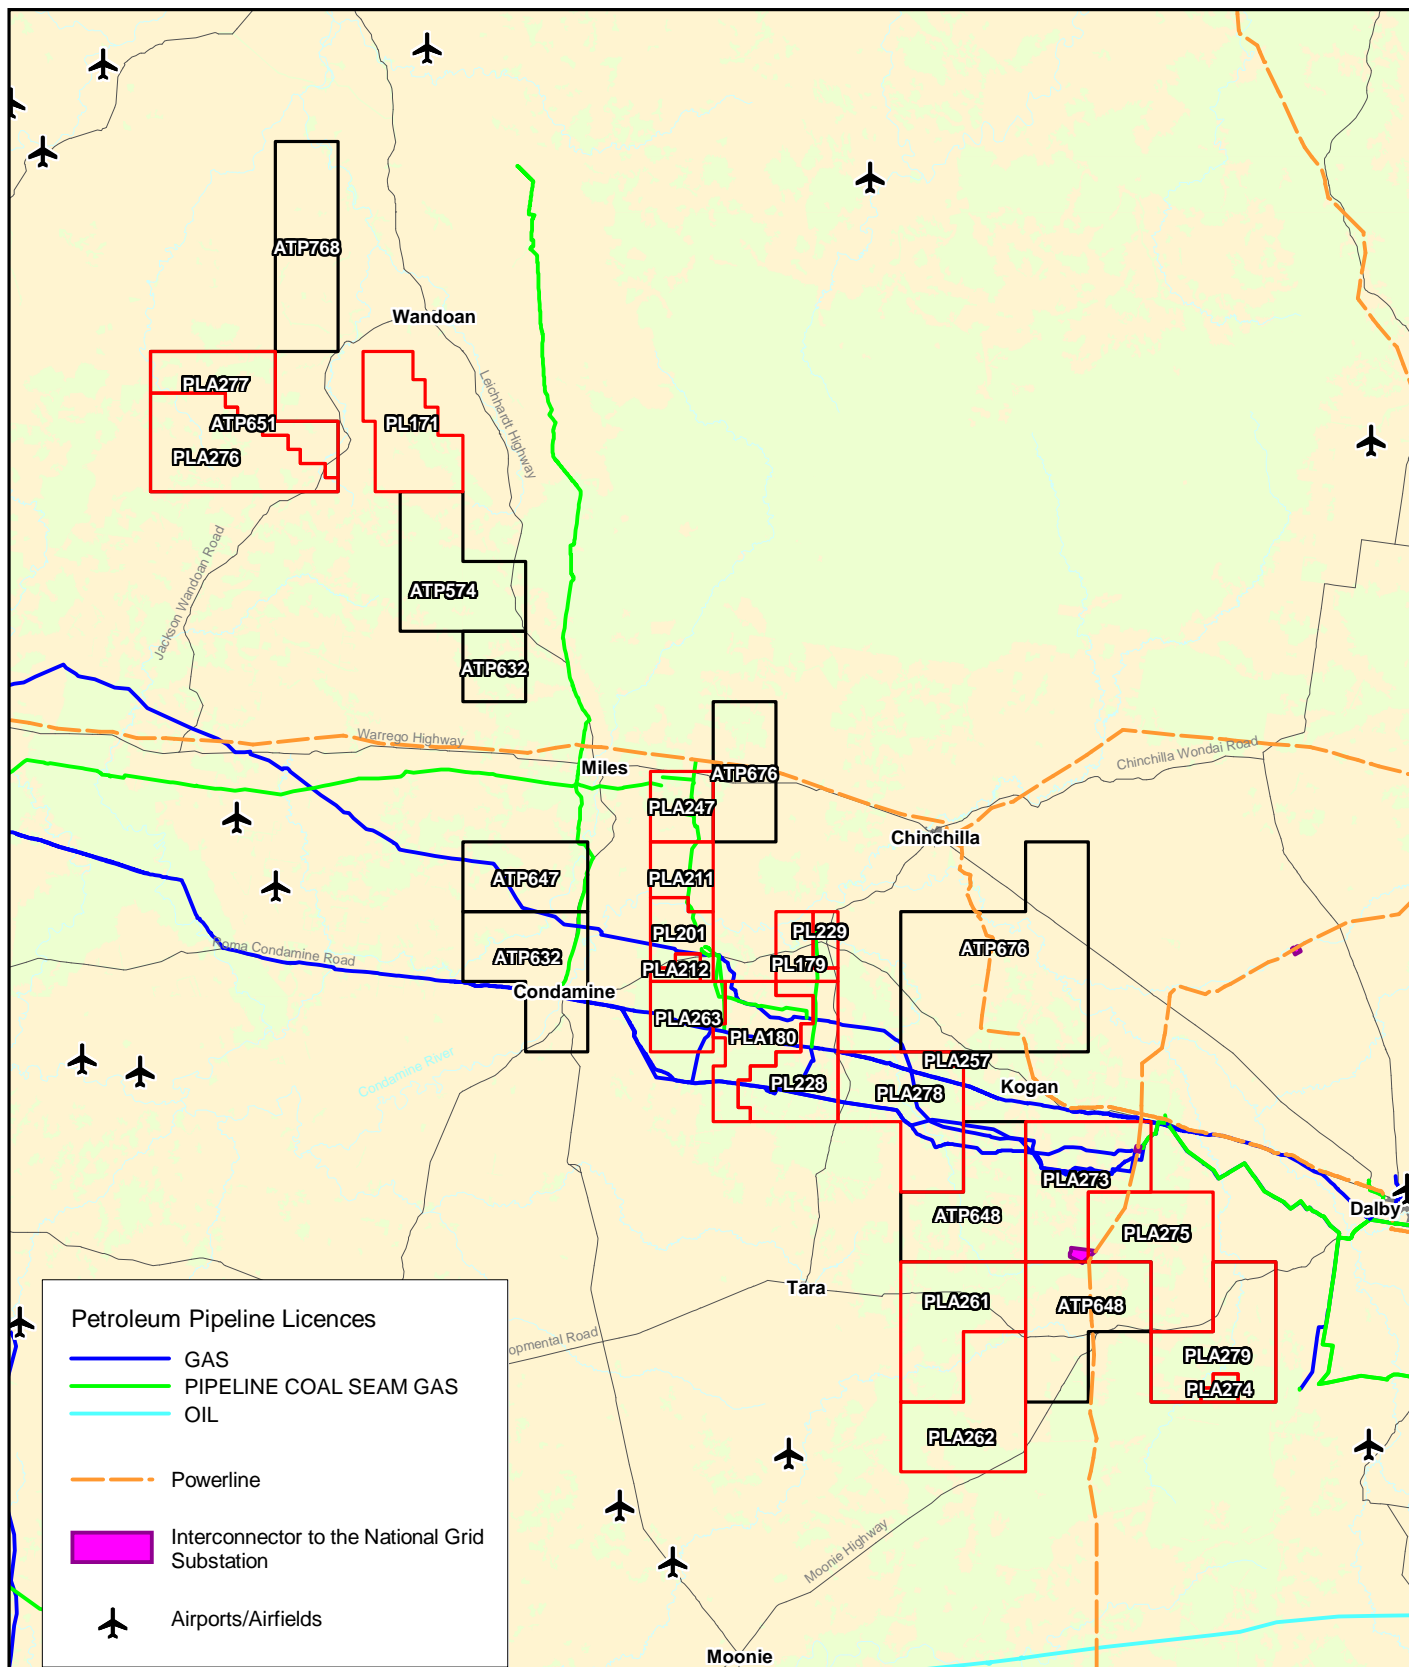 ATP768
Wandoan
PLA277
ATP651
PLA276
PL171
Leichhardt Highway
Jackson Wandoan Road
ATP574
ATP632
Warrego Highway
Miles
ATP676
Chinchilla Wondai Road
PLA247
Chinchilla
ATP647
PLA211
PL201
PL229
ATP676
Roma Condamine Road
ATP632
PLA212
PL179
Condamine
PLA263
PLA180
PLA257
Condamine River
PL228
PLA278
Kogan
PLA273
ATP648
PLA275
Dalby
Tara
PLA261
ATP648
opmental Road
PLA279
PLA274
PLA262
Moonie Highway
Moonie
Petroleum Pipeline Licences
GAS
PIPELINE COAL SEAM GAS
OIL
Powerline
Interconnector to the National Grid
Substation
Airports/Airfields